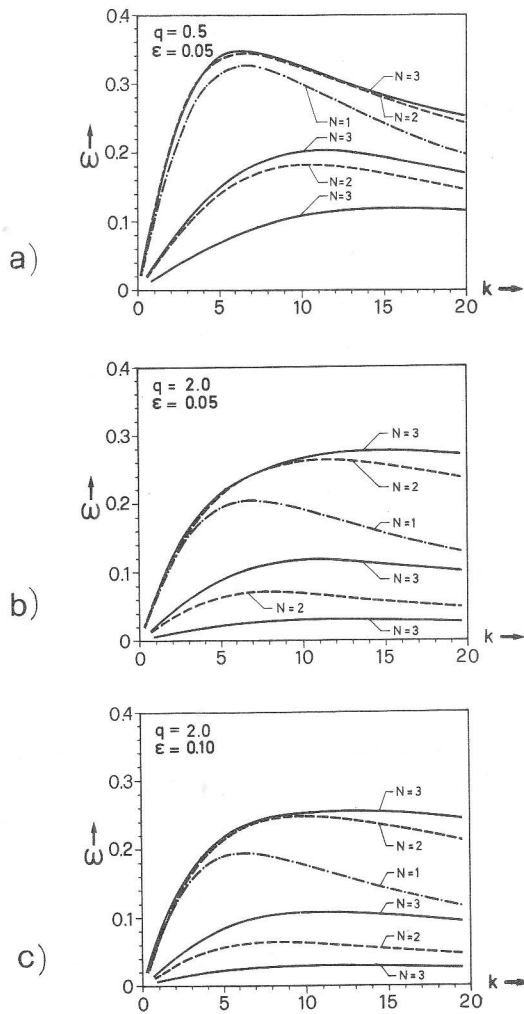 q = 0.5
ε = 0.05
0.4
0.3
0.2
0.1
0
ω
N=3
N=2
N=1
N=3
N=2
N=3
a)
0
5
10
15
20
k
q = 2.0
ε = 0.05
0.4
0.3
0.2
0.1
0
ω
N=3
N=2
N=1
N=3
N=2
N=3
b)
0
5
10
15
20
k
q = 2.0
ε = 0.10
0.4
0.3
0.2
0.1
0
ω
N=3
N=2
N=1
N=3
N=2
N=3
c)
0
5
10
15
20
k